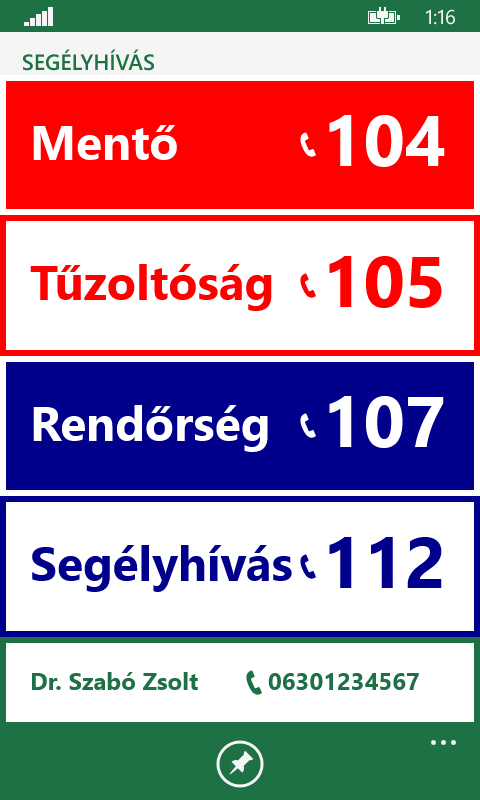 1:16
SEGÉLYHÍVÁS
Mentő 104
Tűzoltóság 105
Rendőrség 107
Segélyhívás 112
Dr. Szabó Zsolt 06301234567